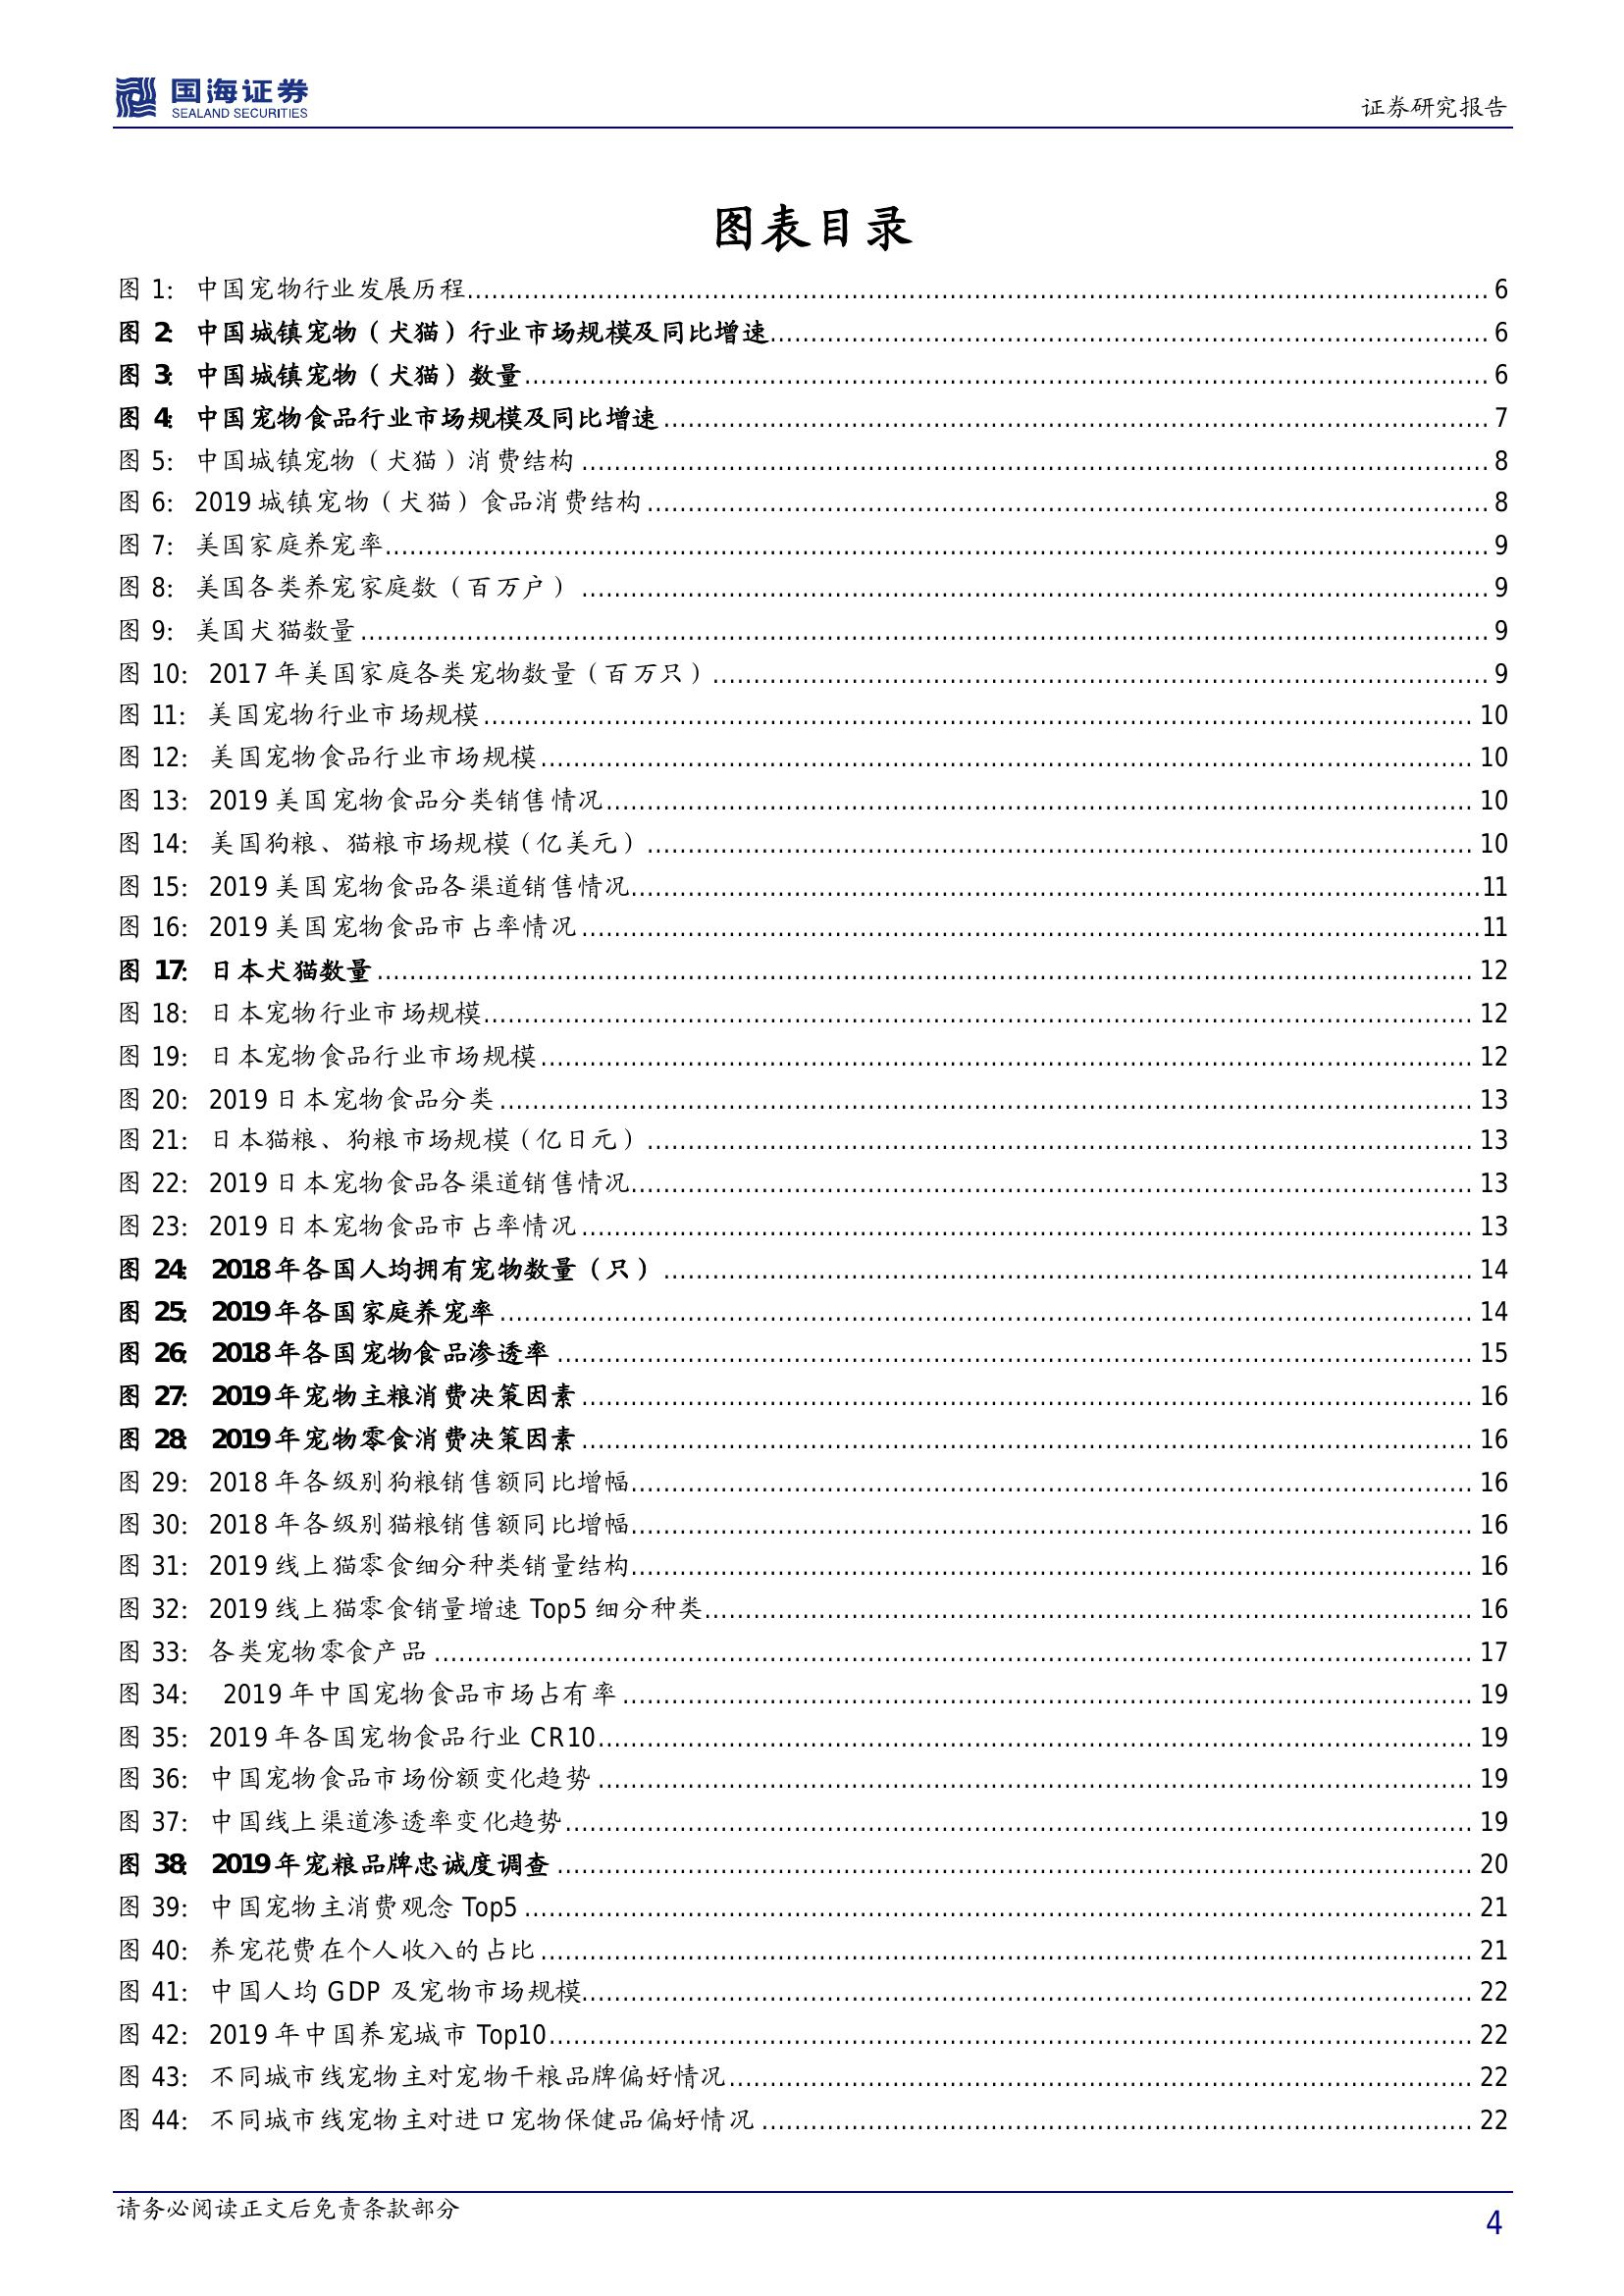 国海证券
SEALAND SECURITIES
证券研究报告
图表目录
图 1: 中国宠物行业发展历程 6
图 2: 中国城镇宠物（犬猫）行业市场规模及同比增速 6
图 3: 中国城镇宠物（犬猫）数量 6
图 4: 中国宠物食品行业市场规模及同比增速 7
图 5: 中国城镇宠物（犬猫）消费结构 8
图 6: 2019 城镇宠物（犬猫）食品消费结构 8
图 7: 美国家庭养宠率 9
图 8: 美国各类养宠家庭数（百万户） 9
图 9: 美国犬猫数量 9
图 10: 2017 年美国家庭各类宠物数量（百万只） 9
图 11: 美国宠物行业市场规模 10
图 12: 美国宠物食品行业市场规模 10
图 13: 2019 美国宠物食品分类销售情况 10
图 14: 美国狗粮、猫粮市场规模（亿美元） 10
图 15: 2019 美国宠物食品各渠道销售情况 11
图 16: 2019 美国宠物食品市占率情况 11
图 17: 日本犬猫数量 12
图 18: 日本宠物行业市场规模 12
图 19: 日本宠物食品行业市场规模 12
图 20: 2019 日本宠物食品分类 13
图 21: 日本猫粮、狗粮市场规模（亿日元） 13
图 22: 2019 日本宠物食品各渠道销售情况 13
图 23: 2019 日本宠物食品市占率情况 13
图 24: 2018 年各国人均拥有宠物数量（只） 14
图 25: 2019 年各国家庭养宠率 14
图 26: 2018 年各国宠物食品渗透率 15
图 27: 2019 年宠物主粮消费决策因素 16
图 28: 2019 年宠物零食消费决策因素 16
图 29: 2018 年各级别狗粮销售额同比增幅 16
图 30: 2018 年各级别猫粮销售额同比增幅 16
图 31: 2019 线上猫零食细分种类销量结构 16
图 32: 2019 线上猫零食销量增速 Top5 细分种类 16
图 33: 各类宠物零食产品 17
图 34: 2019 年中国宠物食品市场占有率 19
图 35: 2019 年各国宠物食品行业 CR10 19
图 36: 中国宠物食品市场份额变化趋势 19
图 37: 中国线上渠道渗透率变化趋势 19
图 38: 2019 年宠粮品牌忠诚度调查 20
图 39: 中国宠物主消费观念 Top5 21
图 40: 养宠花费在个人收入的占比 21
图 41: 中国人均 GDP 及宠物市场规模 22
图 42: 2019 年中国养宠城市 Top10 22
图 43: 不同城市线宠物主对宠物干粮品牌偏好情况 22
图 44: 不同城市线宠物主对进口宠物保健品偏好情况 22
请务必阅读正文后免责条款部分
4